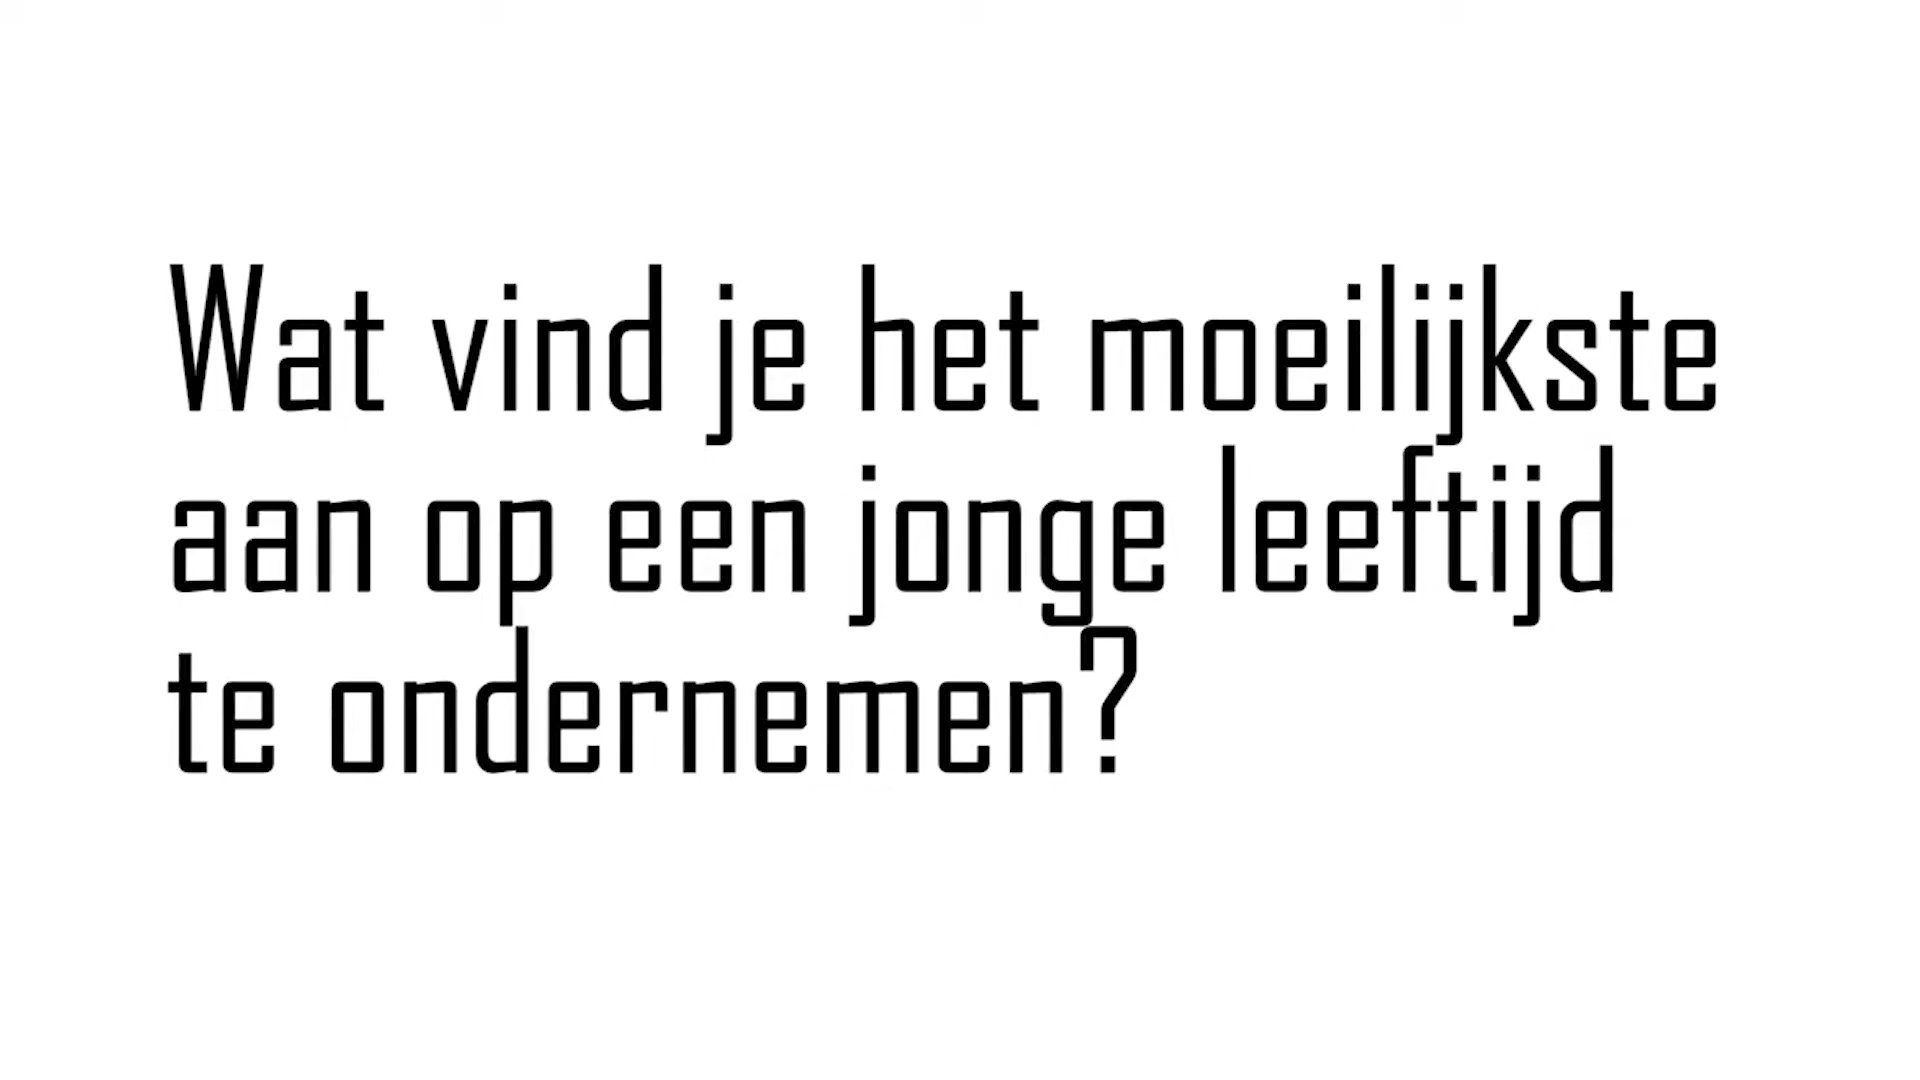 Wat vind je het moeilijkste
aan op een jonge leeftijd
te ondernemen?